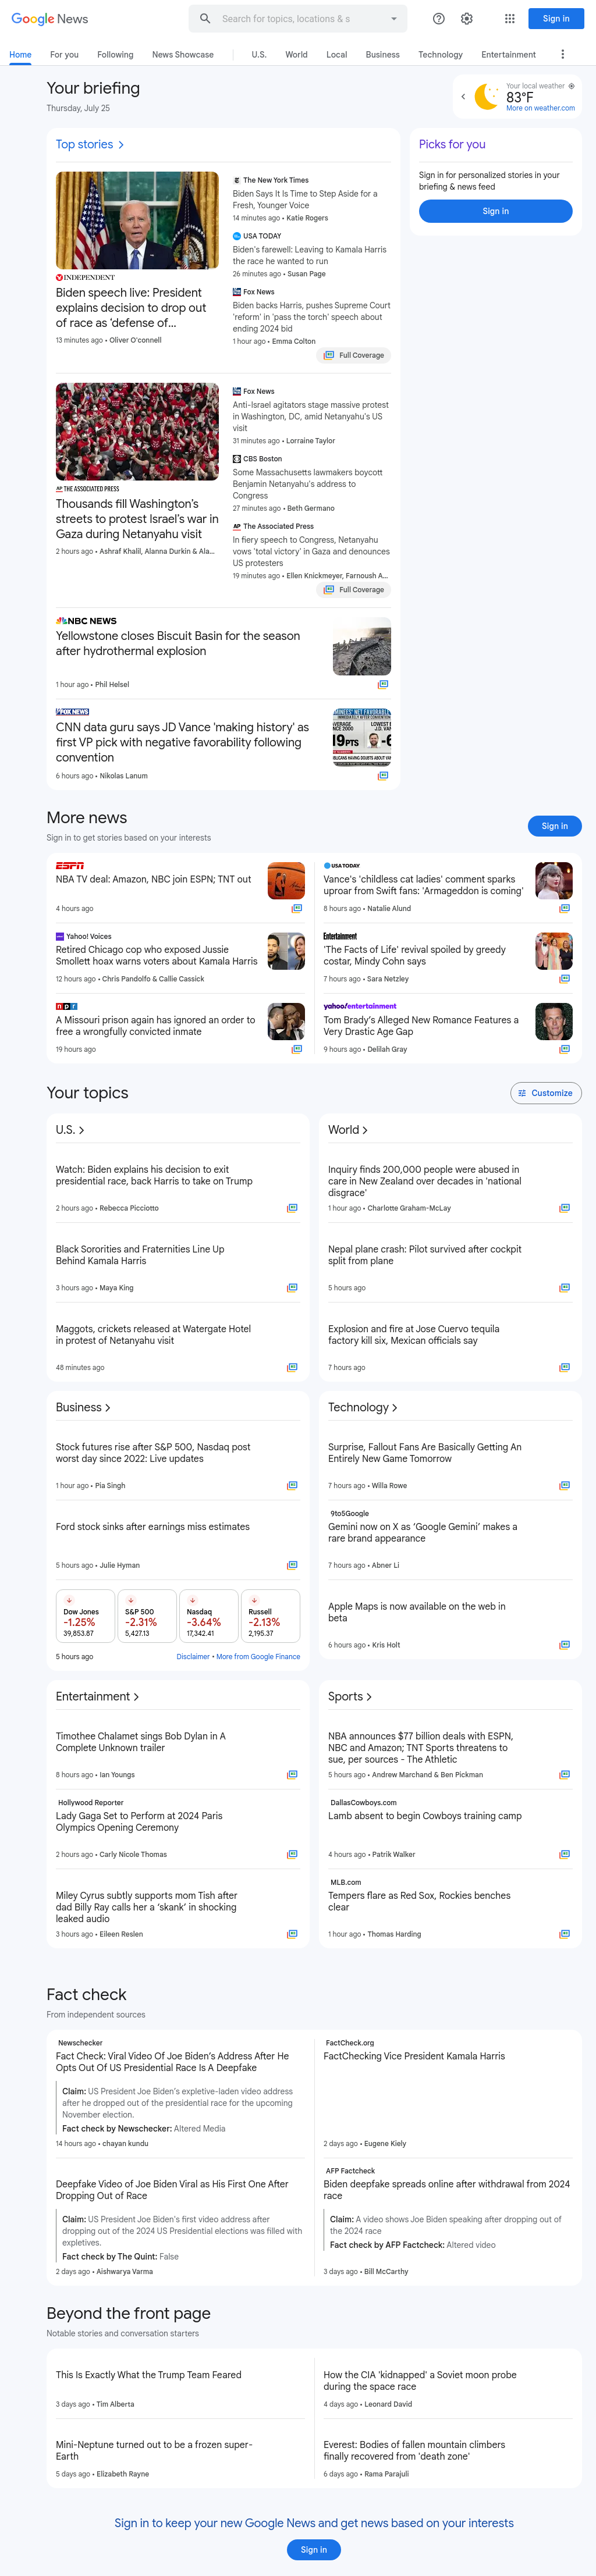 Google News
Search for topics, locations & s
Sign in
Home
For you
Following
News Showcase
U.S.
World
Local
Business
Technology
Entertainment
Your briefing
Thursday, July 25
Your local weather
83°F
More on weather.com
Top stories
INDEPENDENT
Biden speech live: President
explains decision to drop out
of race as 'defense of...
13 minutes ago • Oliver O'connell
The New York Times
Biden Says It Is Time to Step Aside for a
Fresh, Younger Voice
14 minutes ago • Katie Rogers
USA TODAY
Biden's farewell: Leaving to Kamala Harris
the race he wanted to run
26 minutes ago • Susan Page
Fox News
Biden backs Harris, pushes Supreme Court
'reform' in 'pass the torch' speech about
ending 2024 bid
1 hour ago • Emma Colton
Full Coverage
Picks for you
Sign in for personalized stories in your
briefing & news feed
Sign in
AP THE ASSOCIATED PRESS
Thousands fill Washington's
streets to protest Israel's war in
Gaza during Netanyahu visit
2 hours ago • Ashraf Khalil, Alanna Durkin & Ala...
Fox News
Anti-Israel agitators stage massive protest
in Washington, DC, amid Netanyahu's US
visit
31 minutes ago • Lorraine Taylor
CBS Boston
Some Massachusetts lawmakers boycott
Benjamin Netanyahu's address to
Congress
27 minutes ago • Beth Germano
AP The Associated Press
In fiery speech to Congress, Netanyahu
vows 'total victory' in Gaza and denounces
US protesters
19 minutes ago • Ellen Knickmeyer, Farnoush A...
Full Coverage
NBC NEWS
Yellowstone closes Biscuit Basin for the season
after hydrothermal explosion
1 hour ago • Phil Helsel
FOX NEWS
CNN data guru says JD Vance 'making history' as
first VP pick with negative favorability following
convention
6 hours ago • Nikolas Lanum
More news
Sign in to get stories based on your interests
Sign in
ESPN
NBA TV deal: Amazon, NBC join ESPN; TNT out
4 hours ago
USA TODAY
Vance's 'childless cat ladies' comment sparks
uproar from Swift fans: 'Armageddon is coming'
8 hours ago • Natalie Alund
Yahoo! Voices
Retired Chicago cop who exposed Jussie
Smollett hoax warns voters about Kamala Harris
12 hours ago • Chris Pandolfo & Callie Cassick
Entertainment
'The Facts of Life' revival spoiled by greedy
costar, Mindy Cohn says
7 hours ago • Sara Netzley
npr
A Missouri prison again has ignored an order to
free a wrongfully convicted inmate
19 hours ago
yahoo!entertainment
Tom Brady's Alleged New Romance Features a
Very Drastic Age Gap
9 hours ago • Delilah Gray
Your topics
Customize
U.S.
Watch: Biden explains his decision to exit
presidential race, back Harris to take on Trump
2 hours ago • Rebecca Picciotto
Black Sororities and Fraternities Line Up
Behind Kamala Harris
3 hours ago • Maya King
Maggots, crickets released at Watergate Hotel
in protest of Netanyahu visit
48 minutes ago
World
Inquiry finds 200,000 people were abused in
care in New Zealand over decades in 'national
disgrace'
1 hour ago • Charlotte Graham-McLay
Nepal plane crash: Pilot survived after cockpit
split from plane
5 hours ago
Explosion and fire at Jose Cuervo tequila
factory kill six, Mexican officials say
7 hours ago
Business
Stock futures rise after S&P 500, Nasdaq post
worst day since 2022: Live updates
1 hour ago • Pia Singh
Ford stock sinks after earnings miss estimates
5 hours ago • Julie Hyman
Dow Jones
-1.25%
39,853.87
S&P 500
-2.31%
5,427.13
Nasdaq
-3.64%
17,342.41
Russell
-2.13%
2,195.37
5 hours ago
Disclaimer • More from Google Finance
Technology
Surprise, Fallout Fans Are Basically Getting An
Entirely New Game Tomorrow
7 hours ago • Willa Rowe
9to5Google
Gemini now on X as 'Google Gemini' makes a
rare brand appearance
7 hours ago • Abner Li
Apple Maps is now available on the web in
beta
6 hours ago • Kris Holt
Entertainment
Timothee Chalamet sings Bob Dylan in A
Complete Unknown trailer
8 hours ago • Ian Youngs
Hollywood Reporter
Lady Gaga Set to Perform at 2024 Paris
Olympics Opening Ceremony
2 hours ago • Carly Nicole Thomas
Miley Cyrus subtly supports mom Tish after
dad Billy Ray calls her a 'skank' in shocking
leaked audio
3 hours ago • Eileen Reslen
Sports
NBA announces $77 billion deals with ESPN,
NBC and Amazon; TNT Sports threatens to
sue, per sources - The Athletic
5 hours ago • Andrew Marchand & Ben Pickman
DallasCowboys.com
Lamb absent to begin Cowboys training camp
4 hours ago • Patrik Walker
MLB.com
Tempers flare as Red Sox, Rockies benches
clear
1 hour ago • Thomas Harding
Fact check
From independent sources
Newschecker
Fact Check: Viral Video Of Joe Biden's Address After He
Opts Out Of US Presidential Race Is A Deepfake
Claim: US President Joe Biden's expletive-laden video address
after he dropped out of the presidential race for the upcoming
November election.
Fact check by Newschecker: Altered Media
14 hours ago • chayan kundu
FactCheck.org
FactChecking Vice President Kamala Harris
2 days ago • Eugene Kiely
Deepfake Video of Joe Biden Viral as His First One After
Dropping Out of Race
Claim: US President Joe Biden's first video address after
dropping out of the 2024 US Presidential elections was filled with
expletives.
Fact check by The Quint: False
2 days ago • Aishwarya Varma
AFP Factcheck
Biden deepfake spreads online after withdrawal from 2024
race
Claim: A video shows Joe Biden speaking after dropping out of
the 2024 race
Fact check by AFP Factcheck: Altered video
3 days ago • Bill McCarthy
Beyond the front page
Notable stories and conversation starters
This Is Exactly What the Trump Team Feared
3 days ago • Tim Alberta
How the CIA 'kidnapped' a Soviet moon probe
during the space race
4 days ago • Leonard David
Mini-Neptune turned out to be a frozen super-
Earth
5 days ago • Elizabeth Rayne
Everest: Bodies of fallen mountain climbers
finally recovered from 'death zone'
6 days ago • Rama Parajuli
Sign in to keep your new Google News and get news based on your interests
Sign in